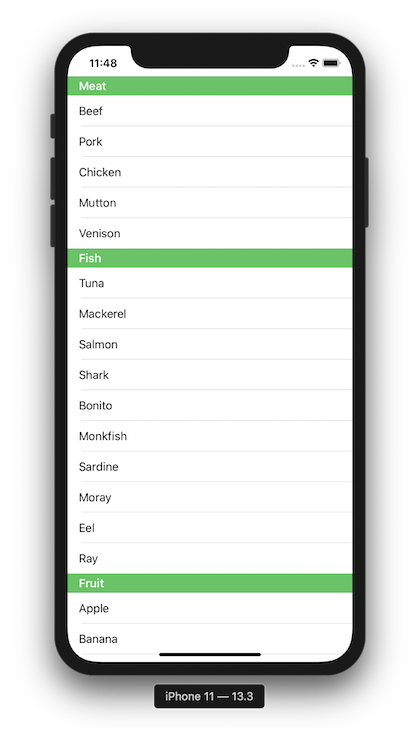 11:48
Meat
Beef
Pork
Chicken
Mutton
Venison
Fish
Tuna
Mackerel
Salmon
Shark
Bonito
Monkfish
Sardine
Moray
Eel
Ray
Fruit
Apple
Banana
iPhone 11 — 13.3